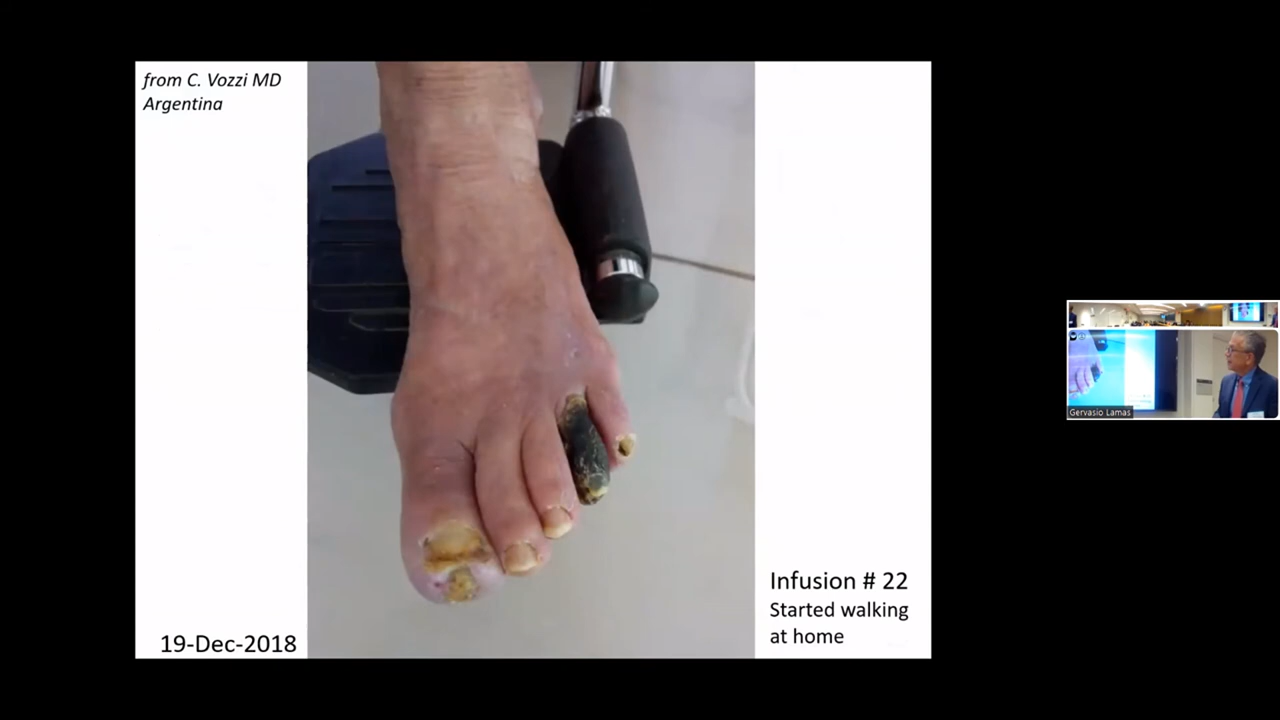 from C. Vozzi MD
Argentina
19-Dec-2018
Infusion # 22
Started walking
at home
Gervasio Lamas